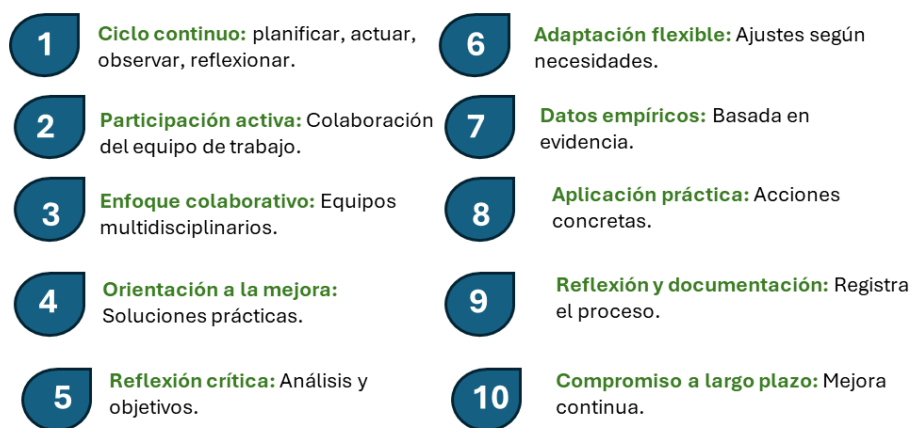 1
Ciclo continuo: planificar, actuar,
observar, reflexionar.
2
Participación activa: Colaboración
del equipo de trabajo.
3
Enfoque colaborativo: Equipos
multidisciplinarios.
4
Orientación a la mejora:
Soluciones prácticas.
5
Reflexión crítica: Análisis y
objetivos.
6
Adaptación flexible: Ajustes según
necesidades.
7
Datos empíricos: Basada en
evidencia.
8
Aplicación práctica: Acciones
concretas.
9
Reflexión y documentación: Registra
el proceso.
10
Compromiso a largo plazo: Mejora
continua.